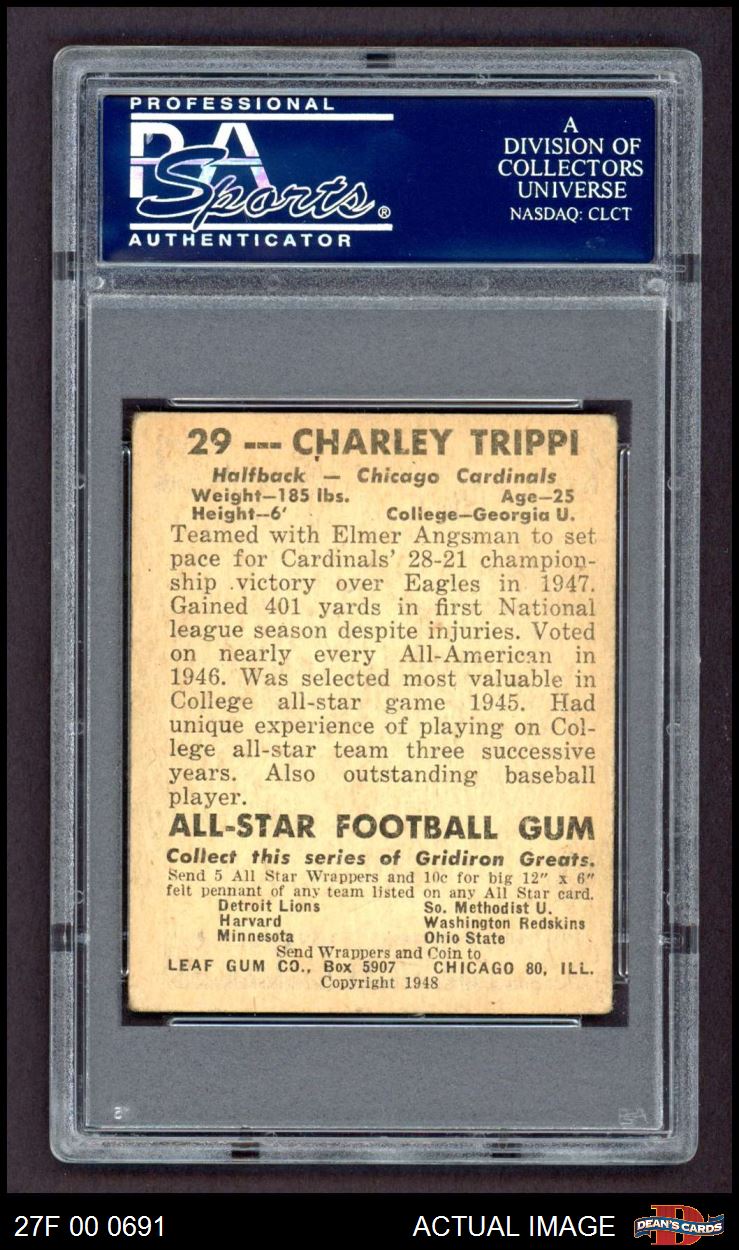 PROFESSIONAL
PSA
Sports®
AUTHENTICATOR
A
DIVISION OF
COLLECTORS
UNIVERSE
NASDAQ: CLCT
29 --- CHARLEY TRIPPI
Halfback — Chicago Cardinals
Weight—185 lbs. Age—25
Height—6' College—Georgia U.
Teamed with Elmer Angsman to set
pace for Cardinals' 28-21 champion-
ship victory over Eagles in 1947.
Gained 401 yards in first National
league season despite injuries. Voted
on nearly every All-American in
1946. Was selected most valuable in
College all-star game 1945. Had
unique experience of playing on Col-
lege all-star team three successive
years. Also outstanding baseball
player.
ALL-STAR FOOTBALL GUM
Collect this series of Gridiron Greats.
Send 5 All Star Wrappers and 10c for big 12" x 6"
felt pennant of any team listed on any All Star card.
Detroit Lions So. Methodist U.
Harvard Washington Redskins
Minnesota Ohio State
Send Wrappers and Coin to
LEAF GUM CO., Box 5907 CHICAGO 80, ILL.
Copyright 1948
27F 00 0691 ACTUAL IMAGE DEAN'S CARDS